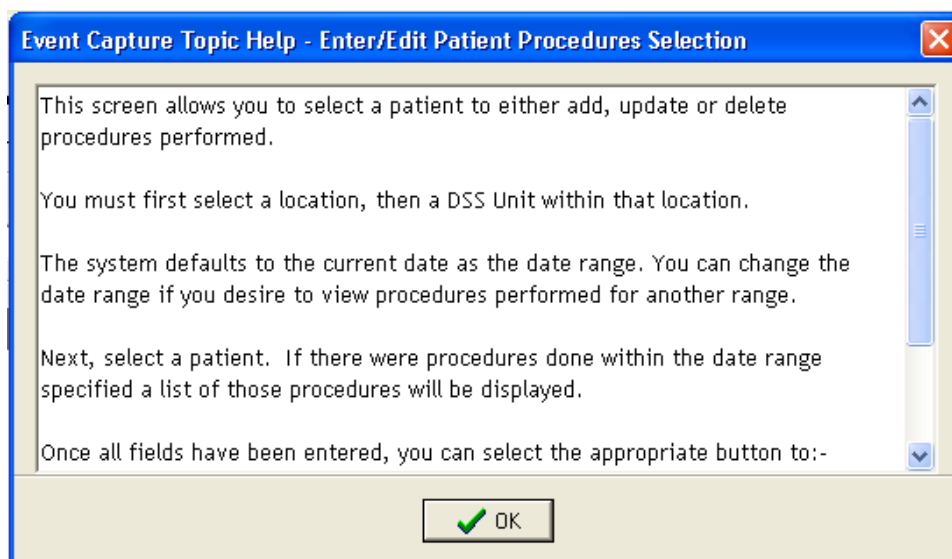 Event Capture Topic Help - Enter/Edit Patient Procedures Selection
This screen allows you to select a patient to either add, update or delete
procedures performed.
You must first select a location, then a DSS Unit within that location.
The system defaults to the current date as the date range. You can change the
date range if you desire to view procedures performed for another range.
Next, select a patient.  If there were procedures done within the date range
specified a list of those procedures will be displayed.
Once all fields have been entered, you can select the appropriate button to:-
OK